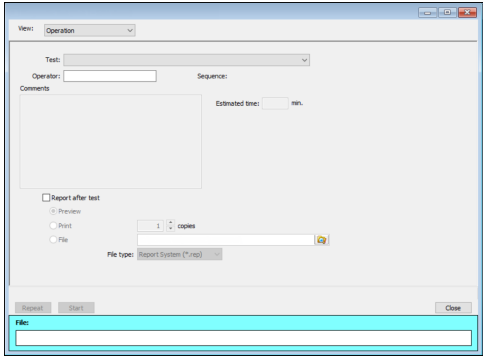 View: Operation
Test:
Operator:
Sequence:
Comments
Estimated time: min.
Report after test
Preview
Print 1 copies
File
File type: Report System (*.rep)
Repeat Start Close
File: